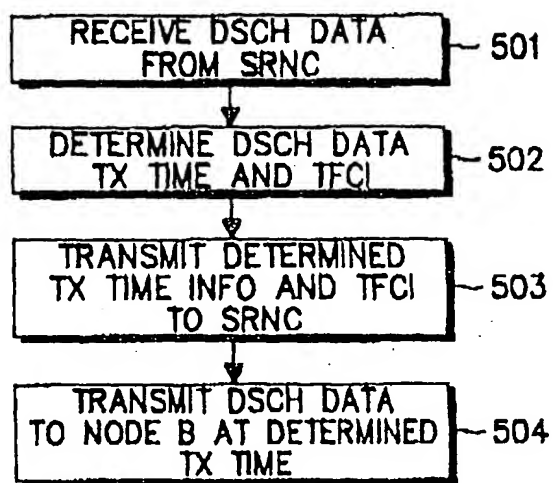 RECEIVE DSCH DATA
FROM SRNC
501
DETERMINE DSCH DATA
TX TIME AND TFCI
502
TRANSMIT DETERMINED
TX TIME INFO AND TFCI
TO SRNC
503
TRANSMIT DSCH DATA
TO NODE B AT DETERMINED
TX TIME
504